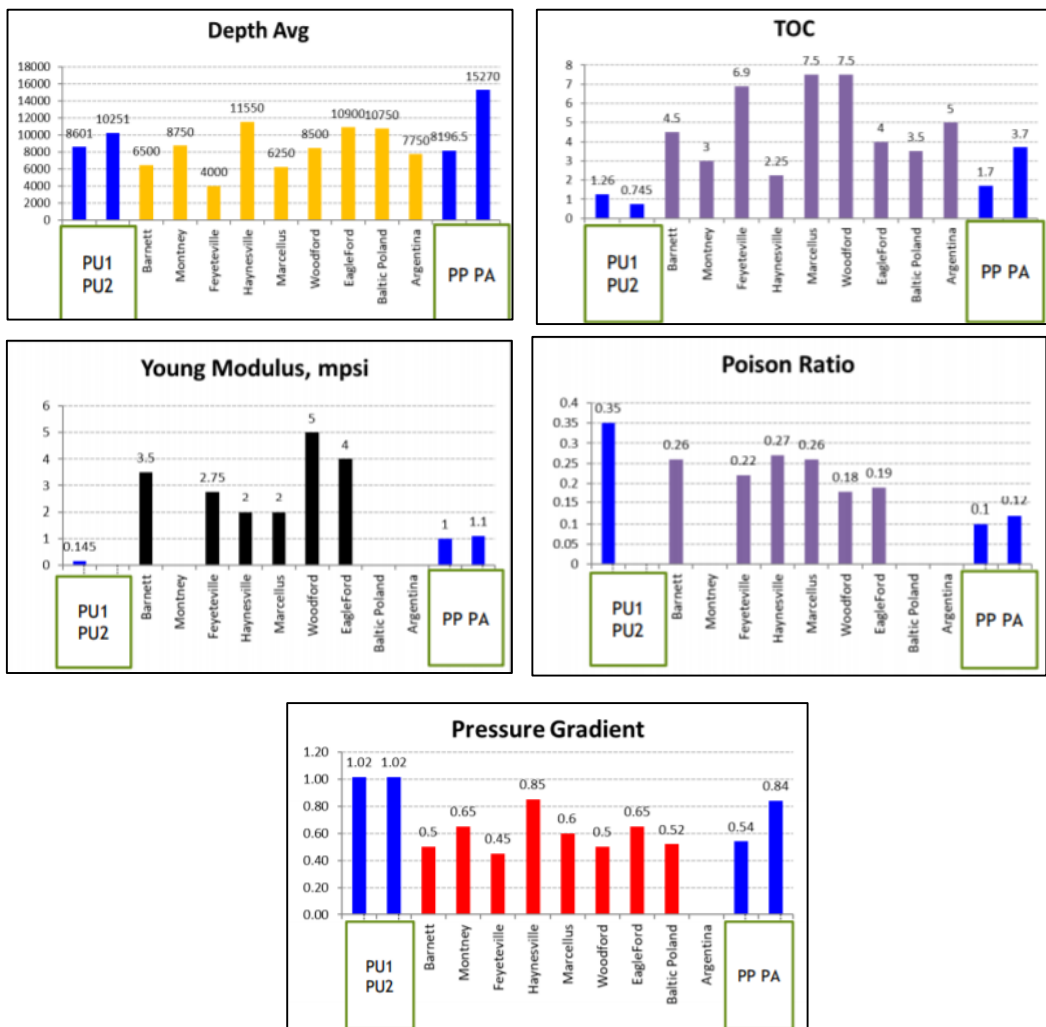 Depth Avg
18000
16000
14000
12000
10000
8000
6000
4000
2000
0
8601
10251
6500
8750
4000
11550
6250
8500
10900
10750
7750
8196.5
15270
PU1
PU2
Barnett
Montney
Feyeteville
Haynesville
Marcellus
Woodford
EagleFord
Baltic Poland
Argentina
PP PA
TOC
8
7
6
5
4
3
2
1
0
1.26
0.745
4.5
3
6.9
2.25
7.5
7.5
4
3.5
5
1.7
3.7
PU1
PU2
Barnett
Montney
Feyeteville
Haynesville
Marcellus
Woodford
EagleFord
Baltic Poland
Argentina
PP PA
Young Modulus, mpsi
6
5
4
3
2
1
0
0.145
3.5
2.75
2
2
5
4
1
1.1
PU1
PU2
Barnett
Montney
Feyeteville
Haynesville
Marcellus
Woodford
EagleFord
Baltic Poland
Argentina
PP PA
Poison Ratio
0.4
0.35
0.3
0.25
0.2
0.15
0.1
0.05
0
0.35
0.26
0.22
0.27
0.26
0.18
0.19
0.1
0.12
PU1
PU2
Barnett
Montney
Feyeteville
Haynesville
Marcellus
Woodford
EagleFord
Baltic Poland
Argentina
PP PA
Pressure Gradient
1.20
1.00
0.80
0.60
0.40
0.20
0.00
1.02
1.02
0.5
0.65
0.45
0.85
0.6
0.5
0.65
0.52
0.54
0.84
PU1
PU2
Barnett
Montney
Feyeteville
Haynesville
Marcellus
Woodford
EagleFord
Baltic Poland
Argentina
PP PA